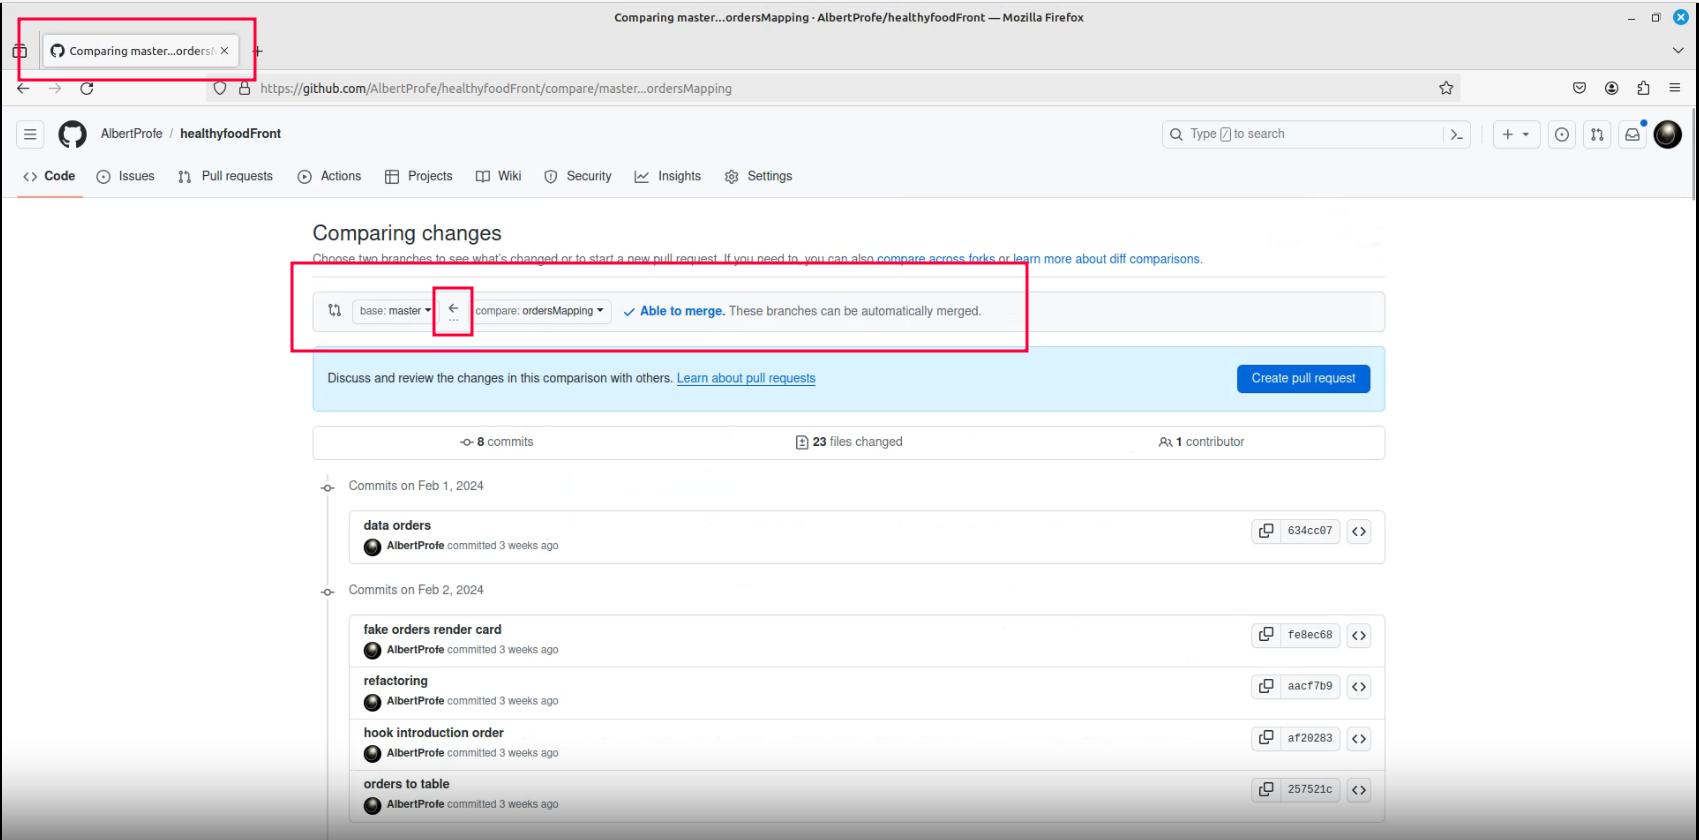 Comparing master...ordersMapping · AlbertProfe/healthyfoodFront — Mozilla Firefox
Comparing master...orders
https://github.com/AlbertProfe/healthyfoodFront/compare/master...ordersMapping
AlbertProfe / healthyfoodFront
Type / to search
Code Issues Pull requests Actions Projects Wiki Security Insights Settings
Comparing changes
Choose two branches to see what's changed or to start a new pull request. If you need to, you can also compare across forks or learn more about diff comparisons.
base: master ... compare: ordersMapping Able to merge. These branches can be automatically merged.
Discuss and review the changes in this comparison with others. Learn about pull requests Create pull request
8 commits 23 files changed 1 contributor
Commits on Feb 1, 2024
data orders
AlbertProfe committed 3 weeks ago
634cc07
Commits on Feb 2, 2024
fake orders render card
AlbertProfe committed 3 weeks ago
fe8ec68
refactoring
AlbertProfe committed 3 weeks ago
aacf7b9
hook introduction order
AlbertProfe committed 3 weeks ago
af20283
orders to table
AlbertProfe committed 3 weeks ago
257521c